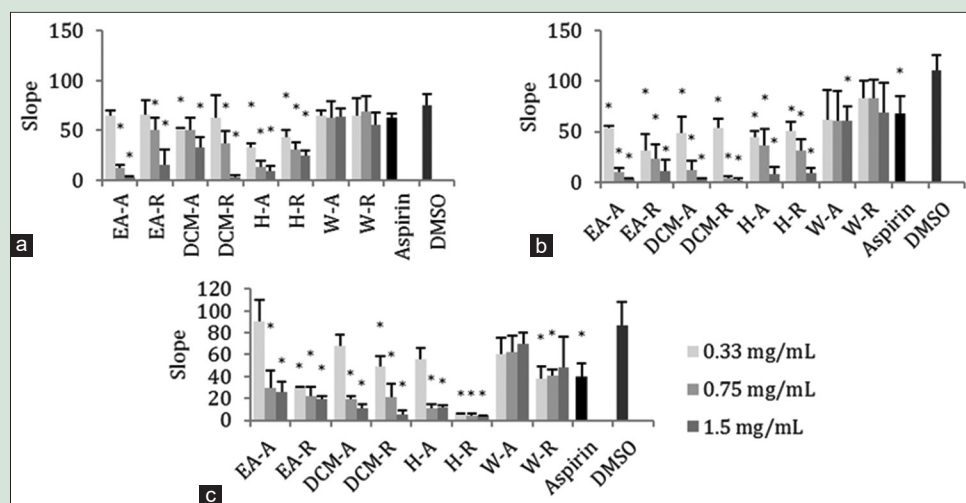 150
100
50
0
Slope
* * * * * * * * * * * * *
EA-A EA-R DCM-A DCM-R H-A H-R W-A W-R Aspirin DMSO
a
150
100
50
0
Slope
* * * * * * * * * * * * * * * * * * * *
EA-A EA-R DCM-A DCM-R H-A H-R W-A W-R Aspirin DMSO
b
120
100
80
60
40
20
0
Slope
* * * * * * * * * * * * * * * * * * *
EA-A EA-R DCM-A DCM-R H-A H-R W-A W-R Aspirin DMSO
c
0.33 mg/mL
0.75 mg/mL
1.5 mg/mL